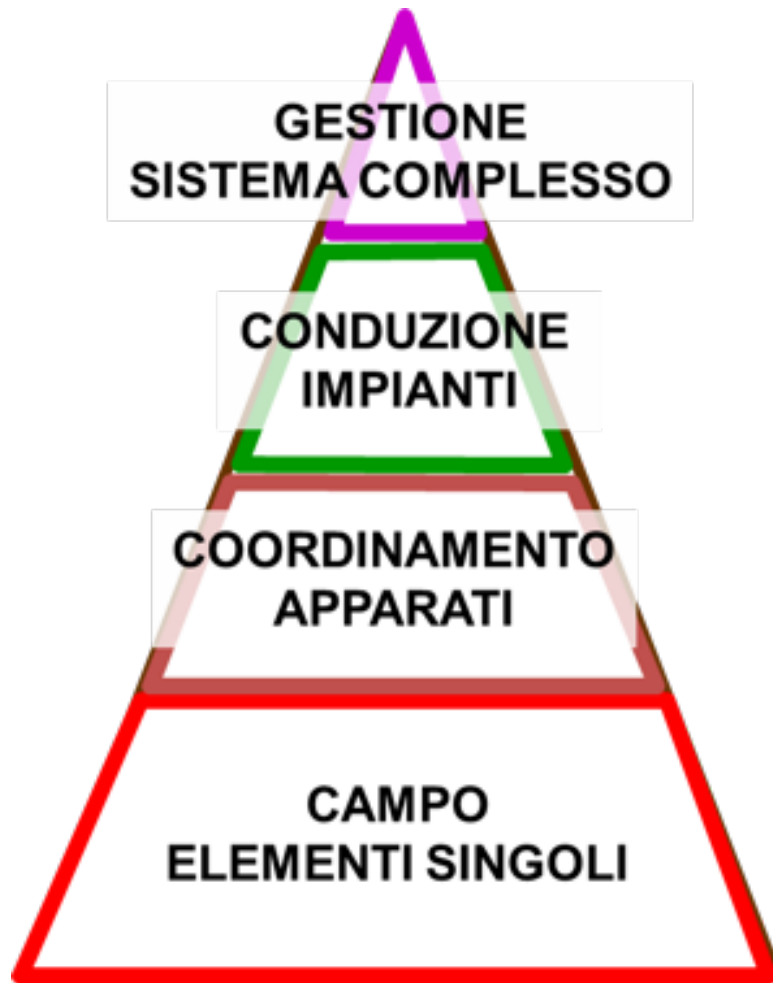 GESTIONE
SISTEMA COMPLESSO
CONDUZIONE
IMPIANTI
COORDINAMENTO
APPARATI
CAMPO
ELEMENTI SINGOLI